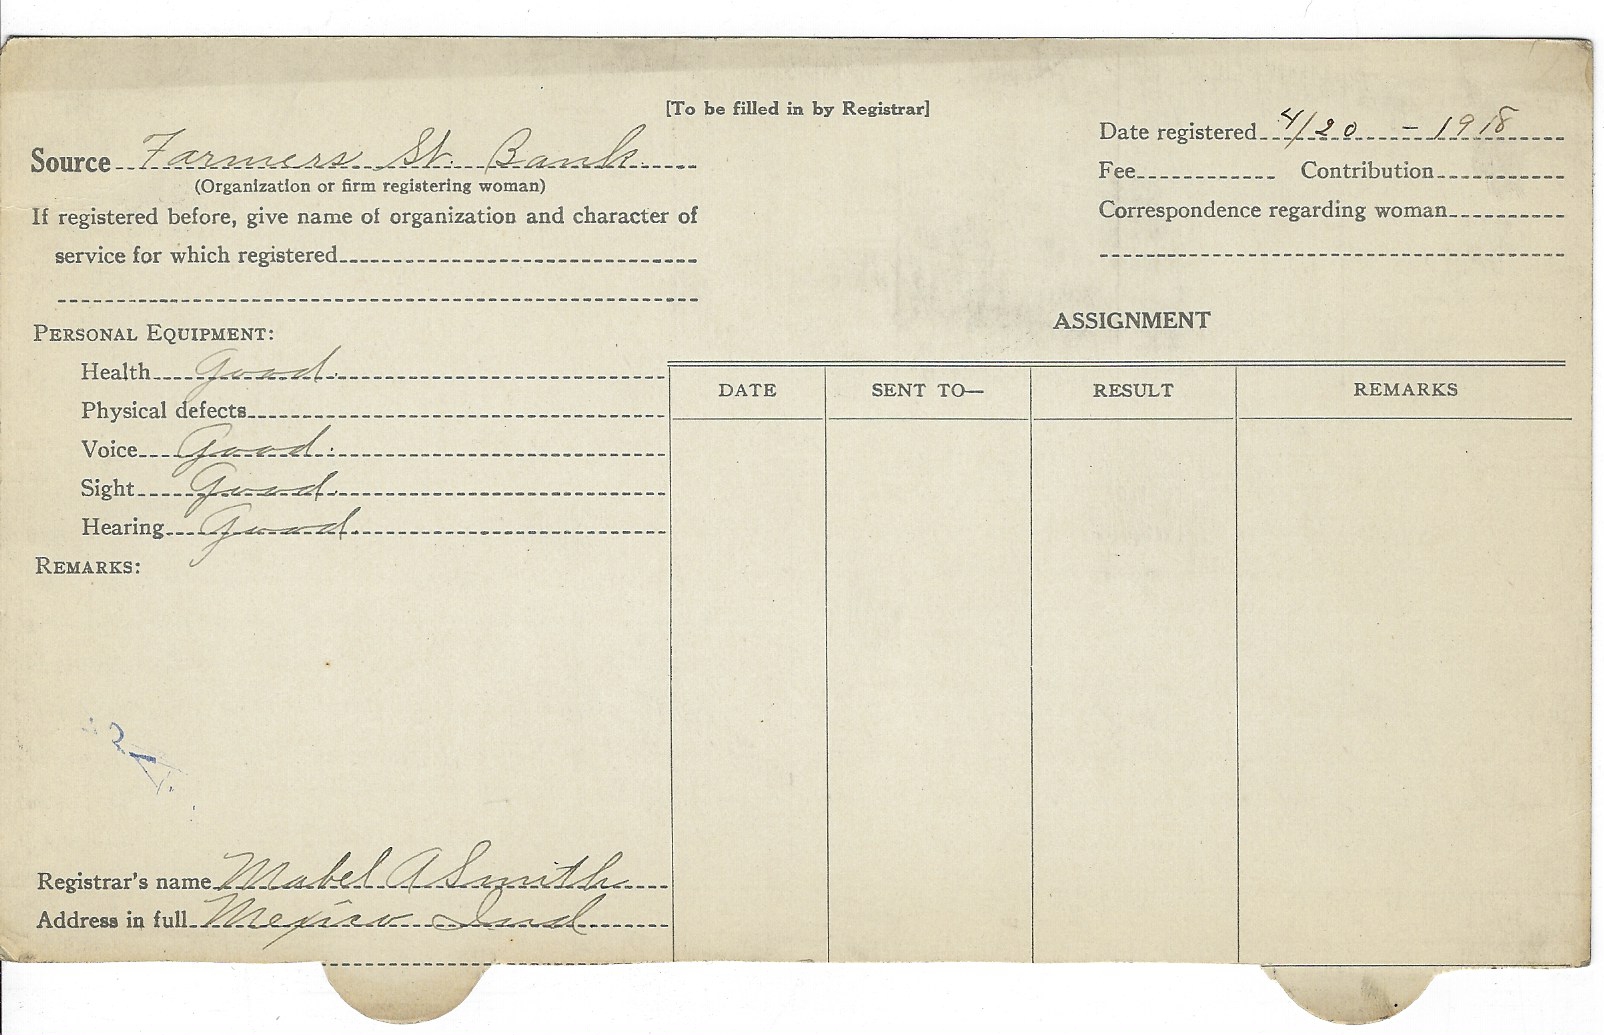 [To be filled in by Registrar]
Source Farmers St. Bank
(Organization or firm registering woman)
If registered before, give name of organization and character of
service for which registered
Date registered 4/20 - 1918
Fee Contribution
Correspondence regarding woman
PERSONAL EQUIPMENT:
Health Good.
Physical defects
Voice Good.
Sight Good.
Hearing Good.
REMARKS:
ASSIGNMENT
DATE SENT TO— RESULT REMARKS
Registrar's name Mabel A Smith
Address in full Mexico Ind